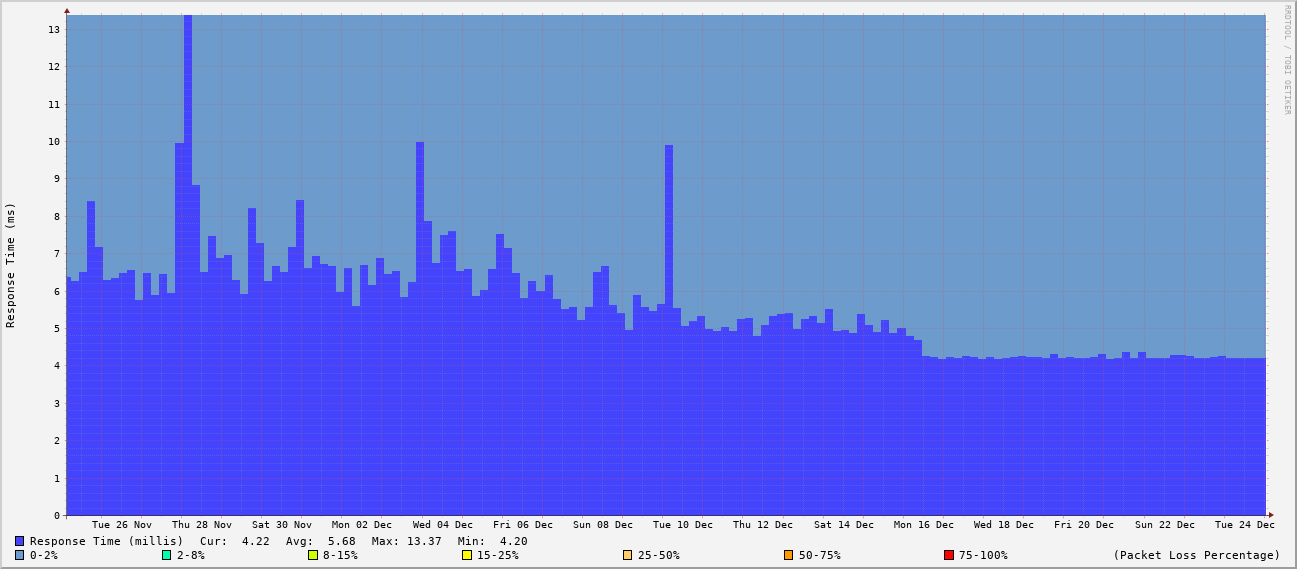 RRDTOOL / TOBI OETIKER
Response Time (ms)
13
12
11
10
9
8
7
6
5
4
3
2
1
0
Tue 26 Nov Thu 28 Nov Sat 30 Nov Mon 02 Dec Wed 04 Dec Fri 06 Dec Sun 08 Dec Tue 10 Dec Thu 12 Dec Sat 14 Dec Mon 16 Dec Wed 18 Dec Fri 20 Dec Sun 22 Dec Tue 24 Dec
Response Time (millis) Cur: 4.22 Avg: 5.68 Max: 13.37 Min: 4.20
0-2% 2-8% 8-15% 15-25% 25-50% 50-75% 75-100% (Packet Loss Percentage)